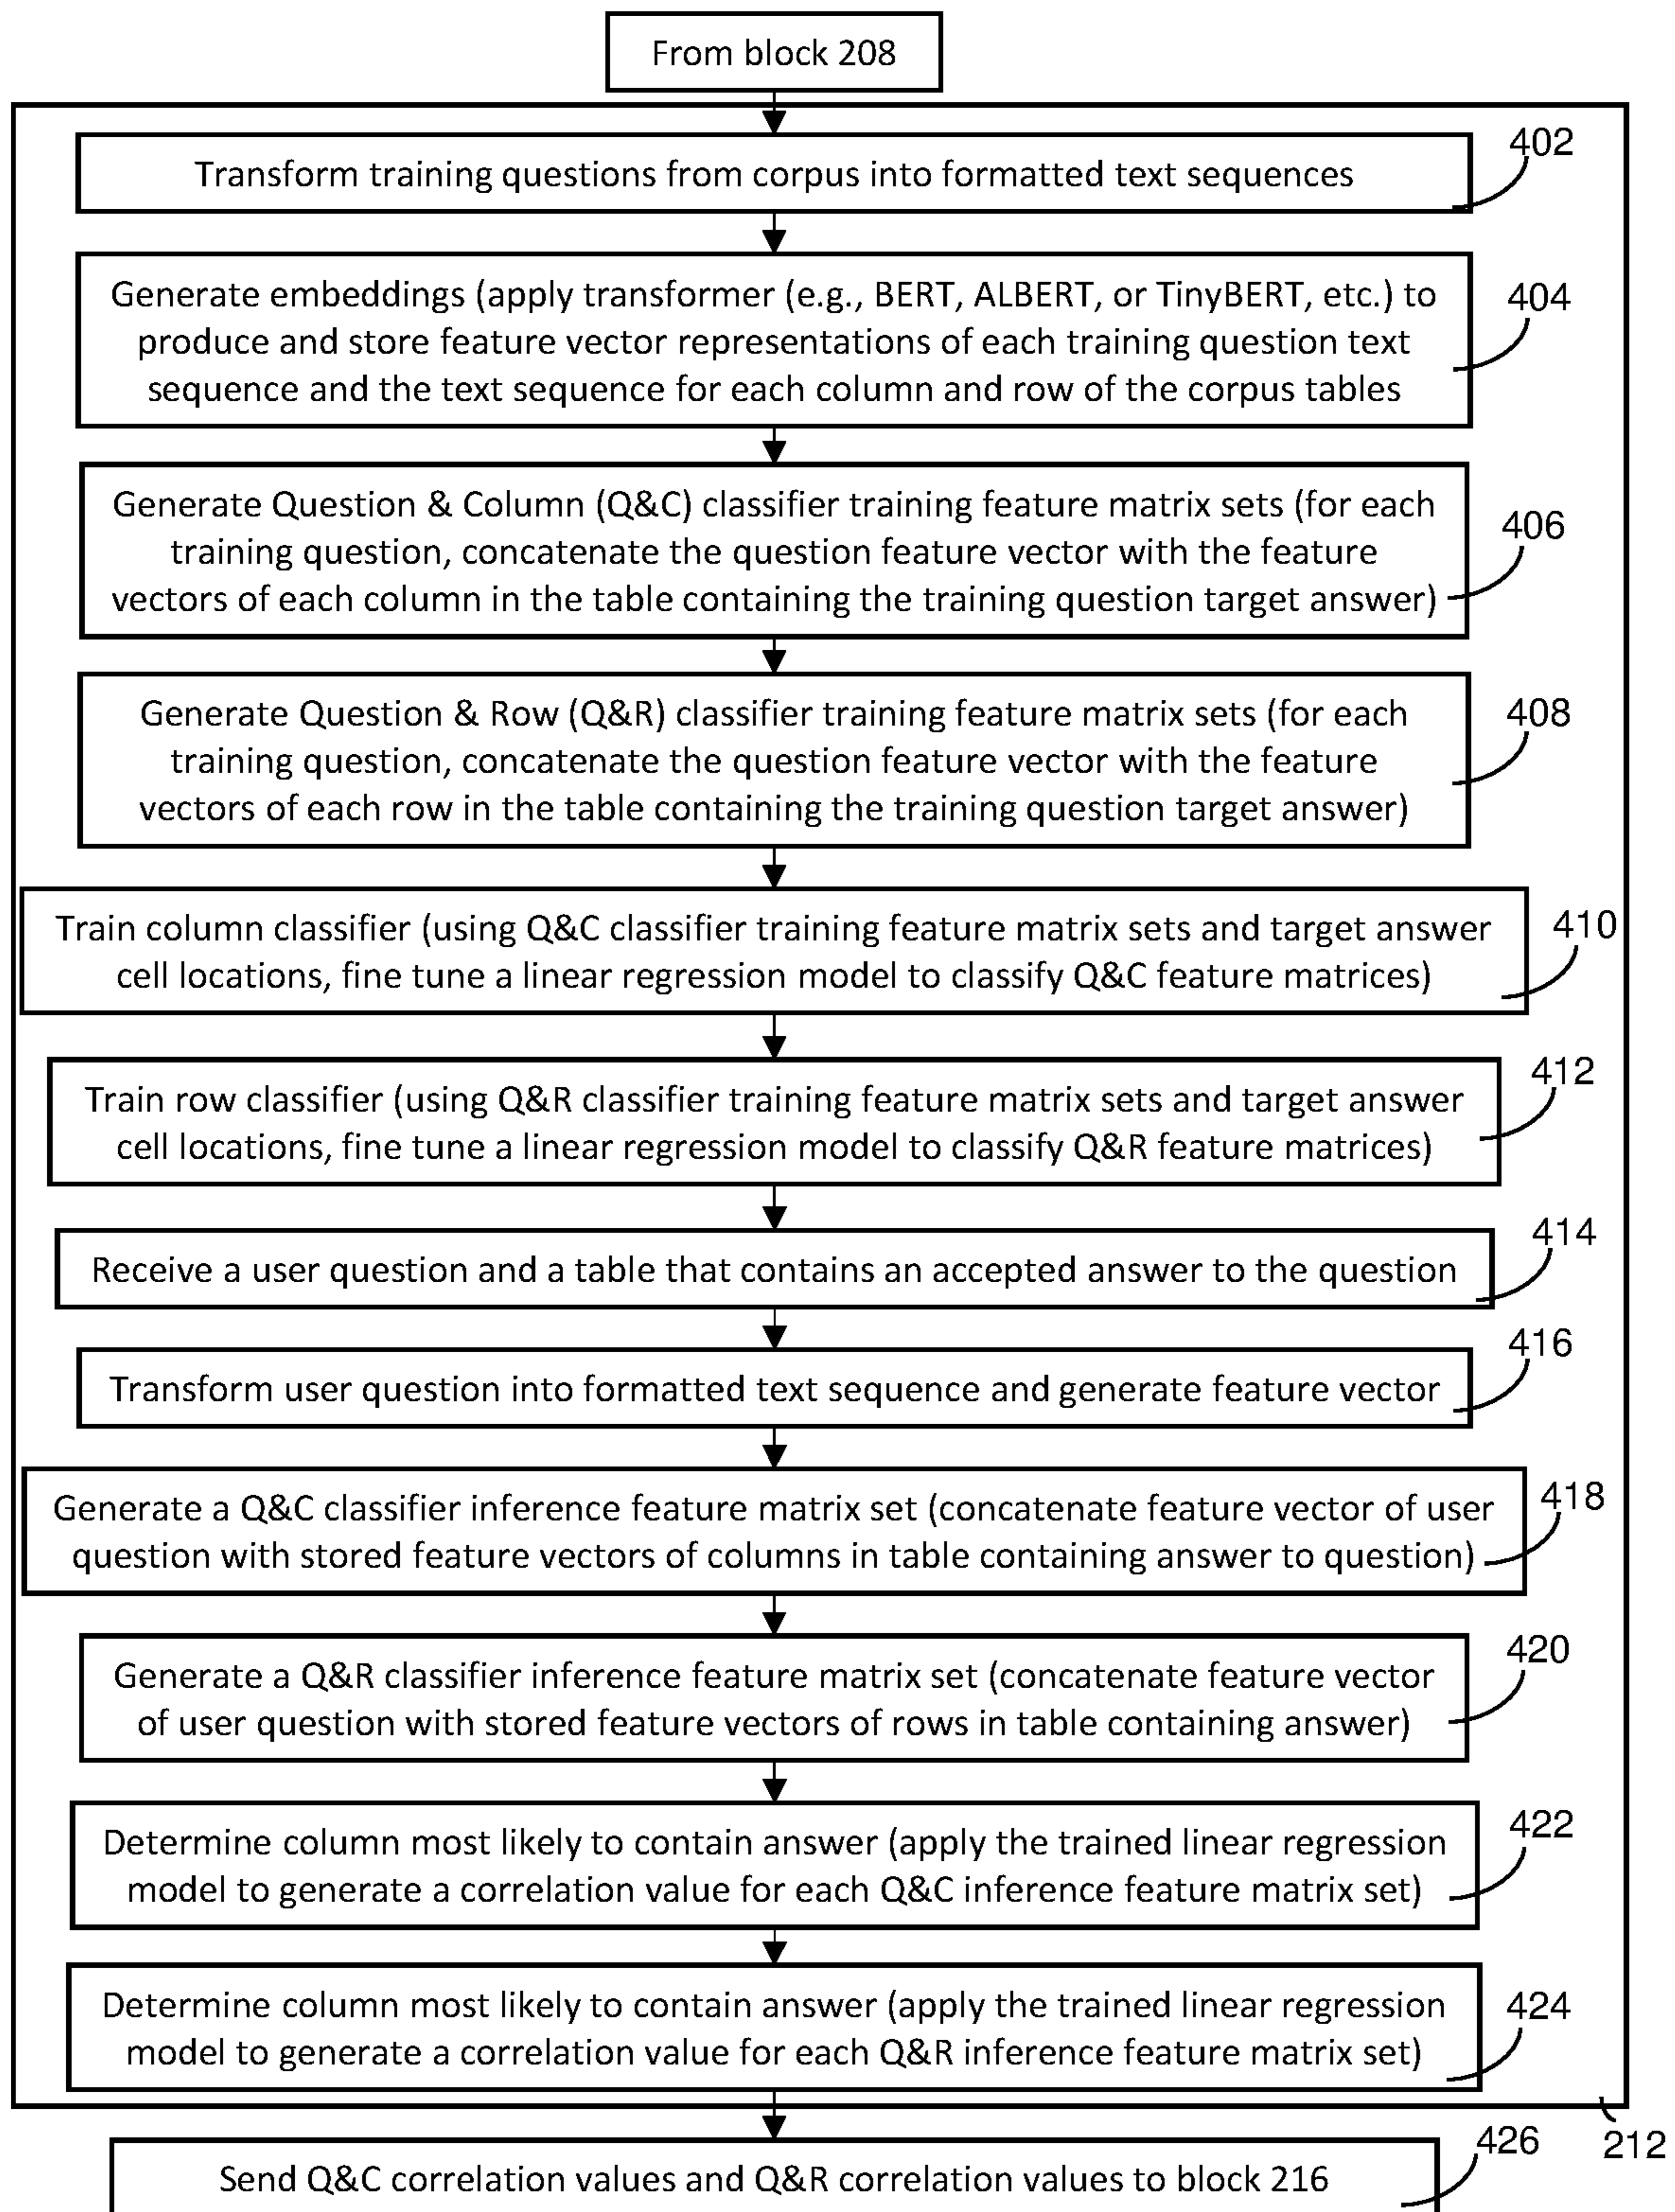 From block 208
402
Transform training questions from corpus into formatted text sequences
Generate embeddings (apply transformer (e.g., BERT, ALBERT, or TinyBERT, etc.) to
produce and store feature vector representations of each training question text
sequence and the text sequence for each column and row of the corpus tables
404
Generate Question & Column (Q&C) classifier training feature matrix sets (for each
training question, concatenate the question feature vector with the feature
vectors of each column in the table containing the training question target answer)
406
Generate Question & Row (Q&R) classifier training feature matrix sets (for each
training question, concatenate the question feature vector with the feature
vectors of each row in the table containing the training question target answer)
408
Train column classifier (using Q&C classifier training feature matrix sets and target answer
cell locations, fine tune a linear regression model to classify Q&C feature matrices)
410
Train row classifier (using Q&R classifier training feature matrix sets and target answer
cell locations, fine tune a linear regression model to classify Q&R feature matrices)
412
Receive a user question and a table that contains an accepted answer to the question
414
Transform user question into formatted text sequence and generate feature vector
416
Generate a Q&C classifier inference feature matrix set (concatenate feature vector of user
question with stored feature vectors of columns in table containing answer to question)
418
Generate a Q&R classifier inference feature matrix set (concatenate feature vector
of user question with stored feature vectors of rows in table containing answer)
420
Determine column most likely to contain answer (apply the trained linear regression
model to generate a correlation value for each Q&C inference feature matrix set)
422
Determine column most likely to contain answer (apply the trained linear regression
model to generate a correlation value for each Q&R inference feature matrix set)
424
212
Send Q&C correlation values and Q&R correlation values to block 216
426